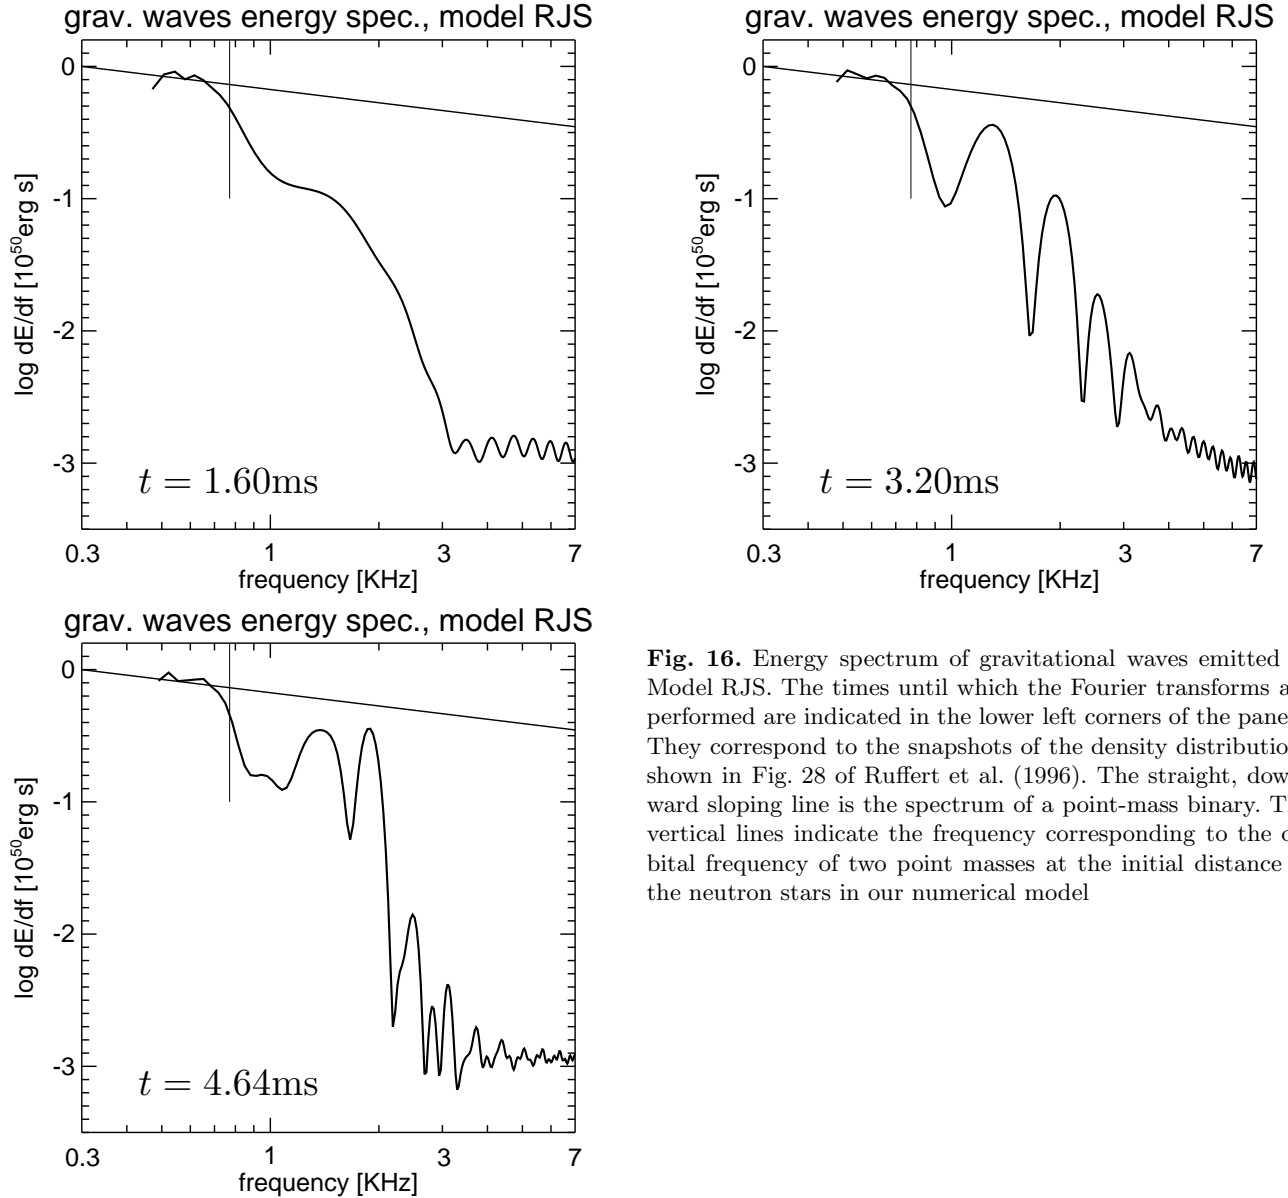 grav. waves energy spec., model RJS
0
-1
-2
-3
log dE/df [10^50 erg s]
t = 1.60ms
0.3 1 3 7
frequency [KHz]
grav. waves energy spec., model RJS
0
-1
-2
-3
log dE/df [10^50 erg s]
t = 3.20ms
0.3 1 3 7
frequency [KHz]
grav. waves energy spec., model RJS
0
-1
-2
-3
log dE/df [10^50 erg s]
t = 4.64ms
0.3 1 3 7
frequency [KHz]
Fig. 16. Energy spectrum of gravitational waves emitted
Model RJS. The times until which the Fourier transforms
performed are indicated in the lower left corners of the
They correspond to the snapshots of the density
shown in Fig. 28 of Ruffert et al. (1996). The straight,
ward sloping line is the spectrum of a point-mass binary.
vertical lines indicate the frequency corresponding to the
bital frequency of two point masses at the initial distance
the neutron stars in our numerical model